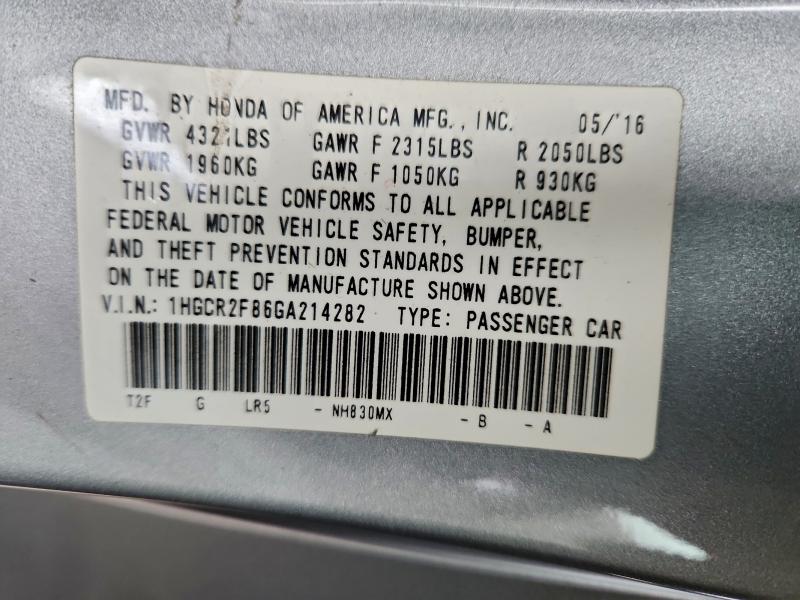 MFD. BY HONDA OF AMERICA MFG., INC. 05/'16
GVWR 4321LBS GAWR F 2315LBS R 2050LBS
GVWR 1960KG GAWR F 1050KG R 930KG
THIS VEHICLE CONFORMS TO ALL APPLICABLE
FEDERAL MOTOR VEHICLE SAFETY, BUMPER,
AND THEFT PREVENTION STANDARDS IN EFFECT
ON THE DATE OF MANUFACTURE SHOWN ABOVE.
V.I.N.: 1HGCR2F86GA214282 TYPE: PASSENGER CAR
T2F G LR5 - NH830MX - B - A